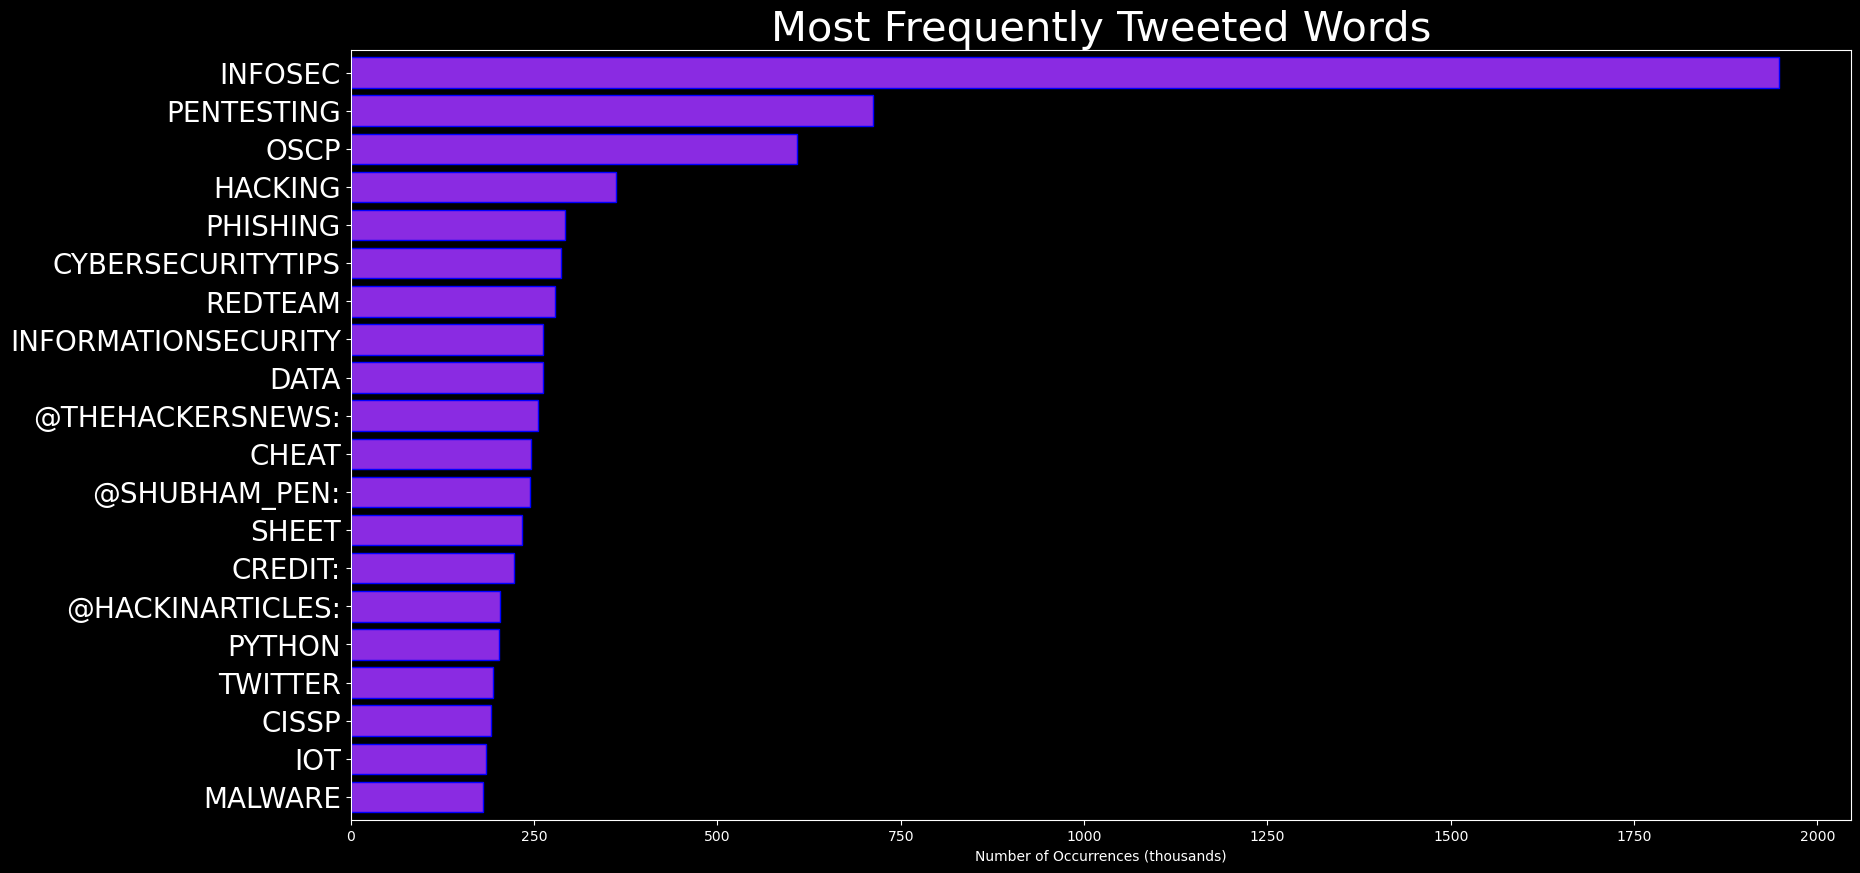 Most Frequently Tweeted Words
INFOSEC
PENTESTING
OSCP
HACKING
PHISHING
CYBERSECURITYTIPS
REDTEAM
INFORMATIONSECURITY
DATA
@THEHACKERSNEWS:
CHEAT
@SHUBHAM_PEN:
SHEET
CREDIT:
@HACKINARTICLES:
PYTHON
TWITTER
CISSP
IOT
MALWARE
0 250 500 750 1000 1250 1500 1750 2000
Number of Occurrences (thousands)